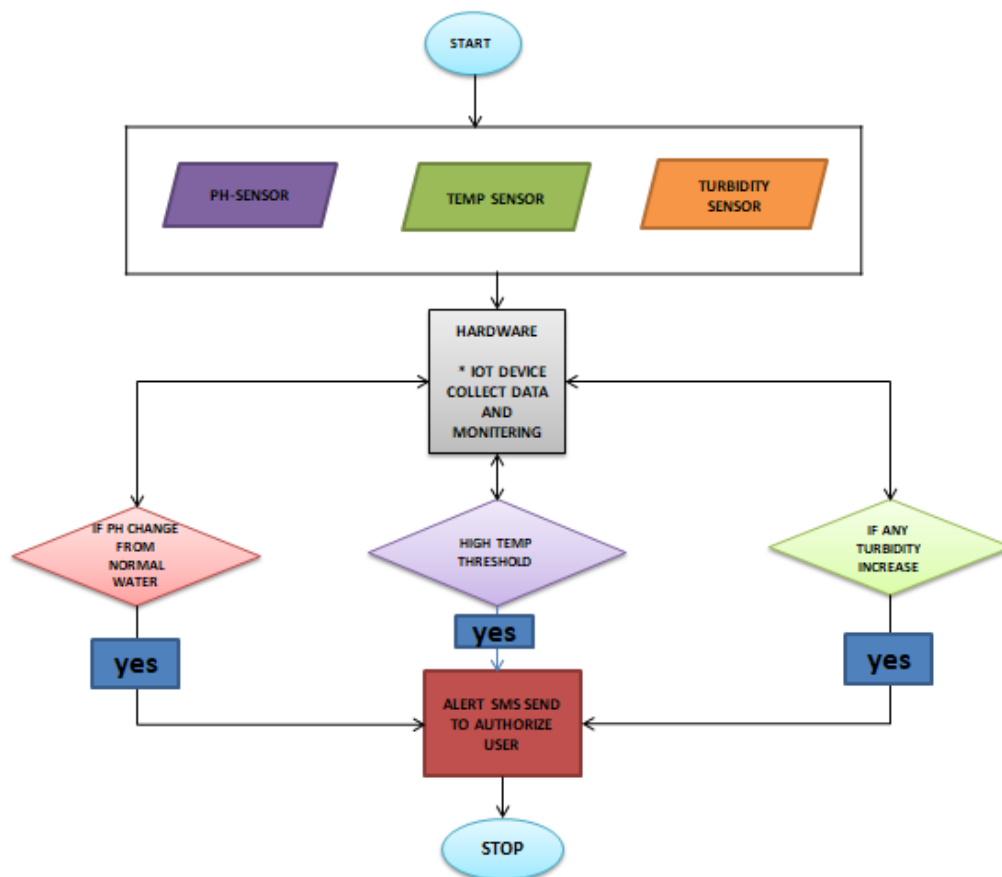 START
PH-SENSOR
TEMP SENSOR
TURBIDITY
SENSOR
HARDWARE
* IOT DEVICE
COLLECT DATA
AND
MONITERING
IF PH CHANGE
FROM
NORMAL
WATER
HIGH TEMP
THRESHOLD
IF ANY
TURBIDITY
INCREASE
yes
yes
yes
ALERT SMS SEND
TO AUTHORIZE
USER
STOP